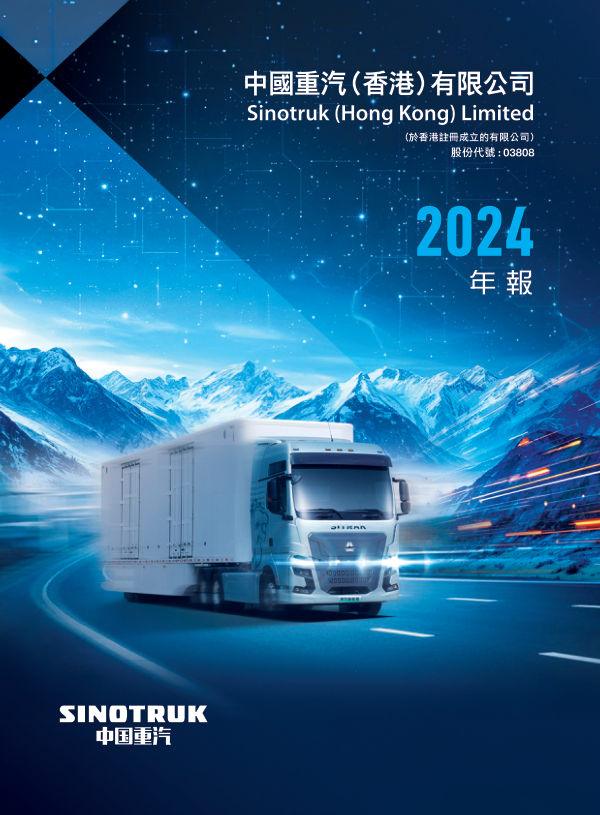 中國重汽（香港）有限公司
Sinotruk (Hong Kong) Limited
（於香港註冊成立的有限公司）
股份代號 : 03808
2024
年報
SITRAK
SINOTRUK
中国重汽